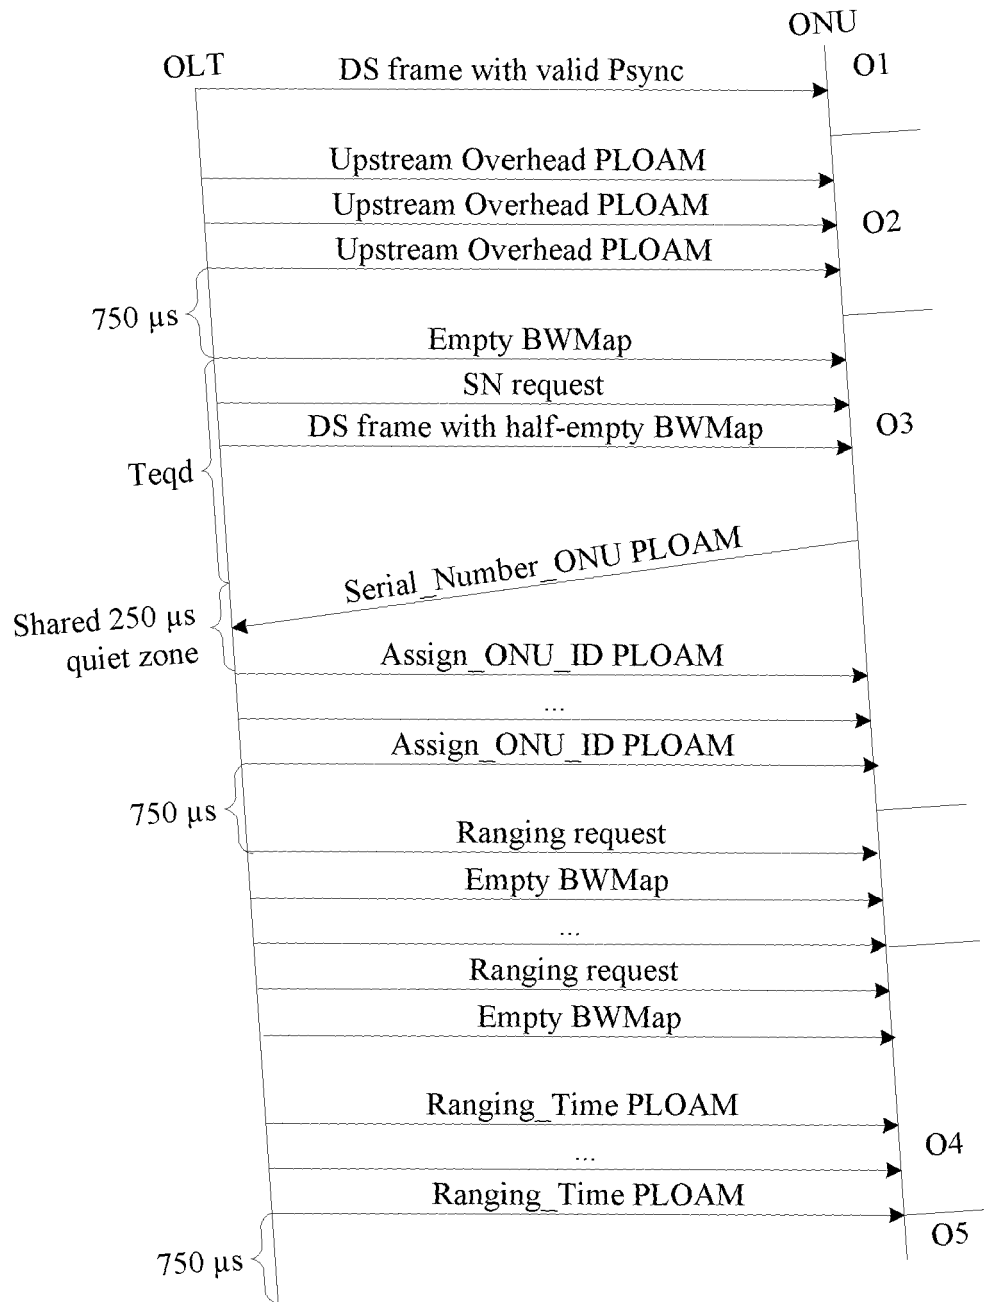 ONU
OLT
DS frame with valid Psync
O1
Upstream Overhead PLOAM
Upstream Overhead PLOAM
O2
Upstream Overhead PLOAM
750 µs
Empty BWMap
SN request
DS frame with half-empty BWMap
O3
Teqd
Serial_Number_ONU PLOAM
Shared 250 µs
quiet zone
Assign_ONU_ID PLOAM
...
Assign_ONU_ID PLOAM
750 µs
Ranging request
Empty BWMap
...
Ranging request
Empty BWMap
Ranging_Time PLOAM
...
O4
Ranging_Time PLOAM
O5
750 µs